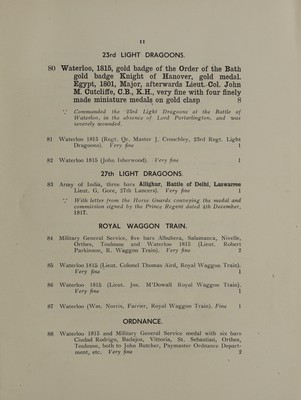 11
23rd LIGHT DRAGOONS.
80 Waterloo, 1815, gold badge of the Order of the Bath
gold badge Knight of Hanover, gold medal.
Egypt, 1801, Major, afterwards Lieut.-Col. John
M. Cutcliffe, C.B., K.H., very fine with four finely
made miniature medals on gold clasp 8
*** Commanded the 23rd Light Dragoons at the Battle of
Waterloo, in the absence of Lord Portarlington, and was
severely wounded.
81 Waterloo 1815 (Regt. Qr. Master J. Crouchley, 23rd Regt. Light
Dragoons). Very fine 1
82 Waterloo 1815 (John Isherwood). Very fine 1
27th LIGHT DRAGOONS.
83 Army of India, three bars Allighur, Battle of Delhi, Laswarree
Lieut. G. Gore, 27th Lancers). Very fine 1
*** With letter from the Horse Guards conveying the medal and
commission signed by the Prince Regent dated 4th December,
1817.
ROYAL WAGGON TRAIN.
84 Military General Service, five bars Albuhera, Salamanca, Nivelle,
Orthes, Toulouse and Waterloo 1815 (Lieut. Robert
Parkinson, R. Waggon Train). Very fine 2
85 Waterloo 1815 (Lieut. Colonel Thomas Aird, Royal Waggon Train).
Very fine 1
86 Waterloo 1815 (Lieut. Jos. M'Dowall Royal Waggon Train).
Very fine 1
87 Waterloo (Wm. Norris, Farrier, Royal Waggon Train). Fine 1
ORDNANCE.
88 Waterloo 1815 and Military General Service medal with six bars
Ciudad Rodrigo, Badajoz, Vittoria, St. Sebastian, Orthes,
Toulouse, both to John Butcher, Paymaster Ordnance Depart-
ment, etc. Very fine 2